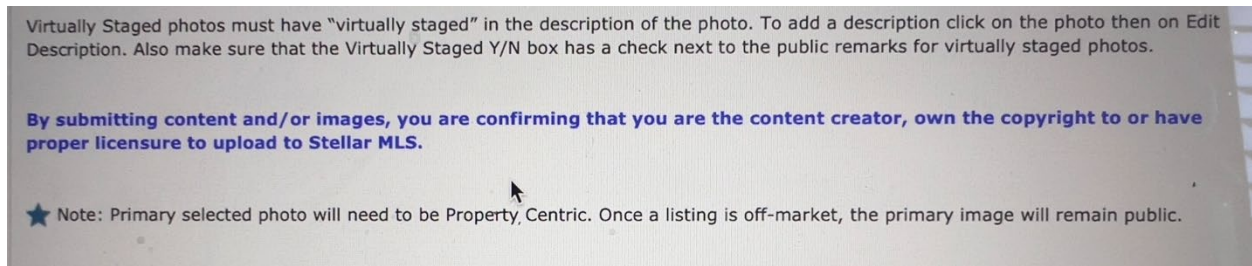 Virtually Staged photos must have “virtually staged” in the description of the photo. To add a description click on the photo then on Edit
Description. Also make sure that the Virtually Staged Y/N box has a check next to the public remarks for virtually staged photos.
By submitting content and/or images, you are confirming that you are the content creator, own the copyright to or have
proper licensure to upload to Stellar MLS.
Note: Primary selected photo will need to be Property Centric. Once a listing is off-market, the primary image will remain public.